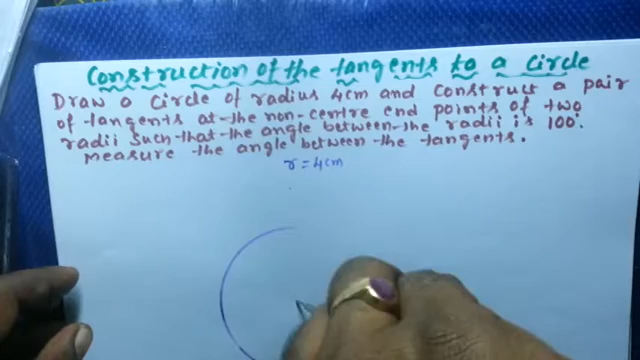 Construction of the tangents to a circle
Draw a circle of radius 4cm and construct a pair
of tangents at the non-centre end points of two
radii such that the angle between the radii is 100°.
Measure the angle between the tangents.
r = 4cm